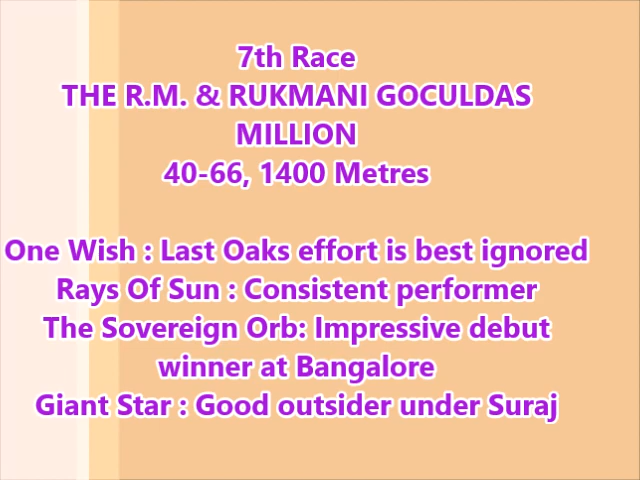 7th Race
THE R.M. & RUKMANI GOCULDAS
MILLION
40-66, 1400 Metres
One Wish : Last Oaks effort is best ignored
Rays Of Sun : Consistent performer
The Sovereign Orb: Impressive debut
winner at Bangalore
Giant Star : Good outsider under Suraj